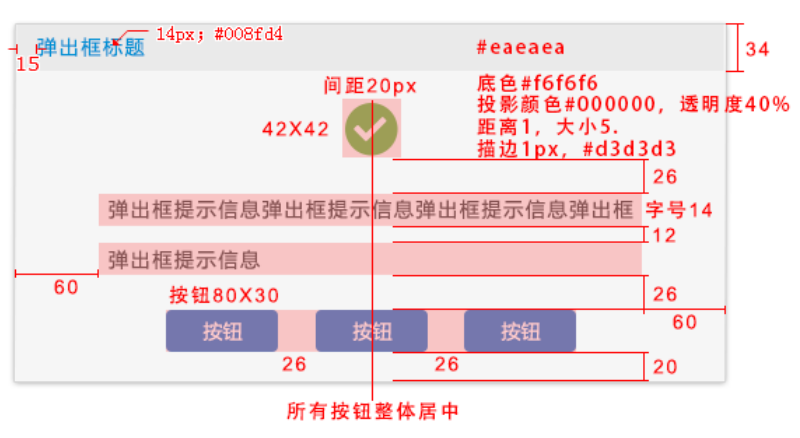 弹出框标题
14px；#008fd4
#eaeaea
34
15
间距20px
底色#f6f6f6
投影颜色#000000，透明度40%
距离1，大小5.
描边1px，#d3d3d3
42X42
26
弹出框提示信息弹出框提示信息弹出框提示信息弹出框
字号14
12
弹出框提示信息
60
按钮80X30
26
60
按钮
按钮
按钮
26
26
20
所有按钮整体居中